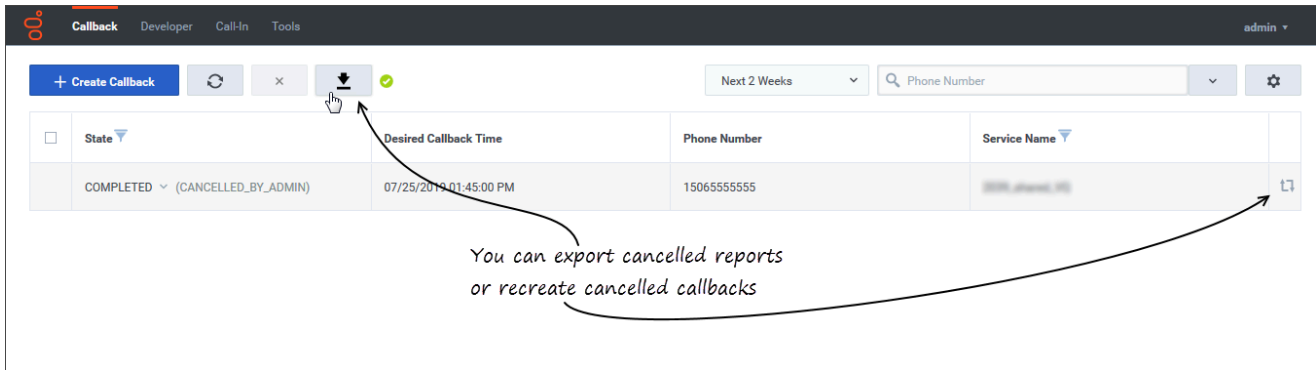 Callback Developer Call-In Tools admin
+ Create Callback Next 2 Weeks Phone Number
State Desired Callback Time Phone Number Service Name
COMPLETED (CANCELLED_BY_ADMIN) 07/25/2019 01:45:00 PM 15065555555
You can export cancelled reports
or recreate cancelled callbacks